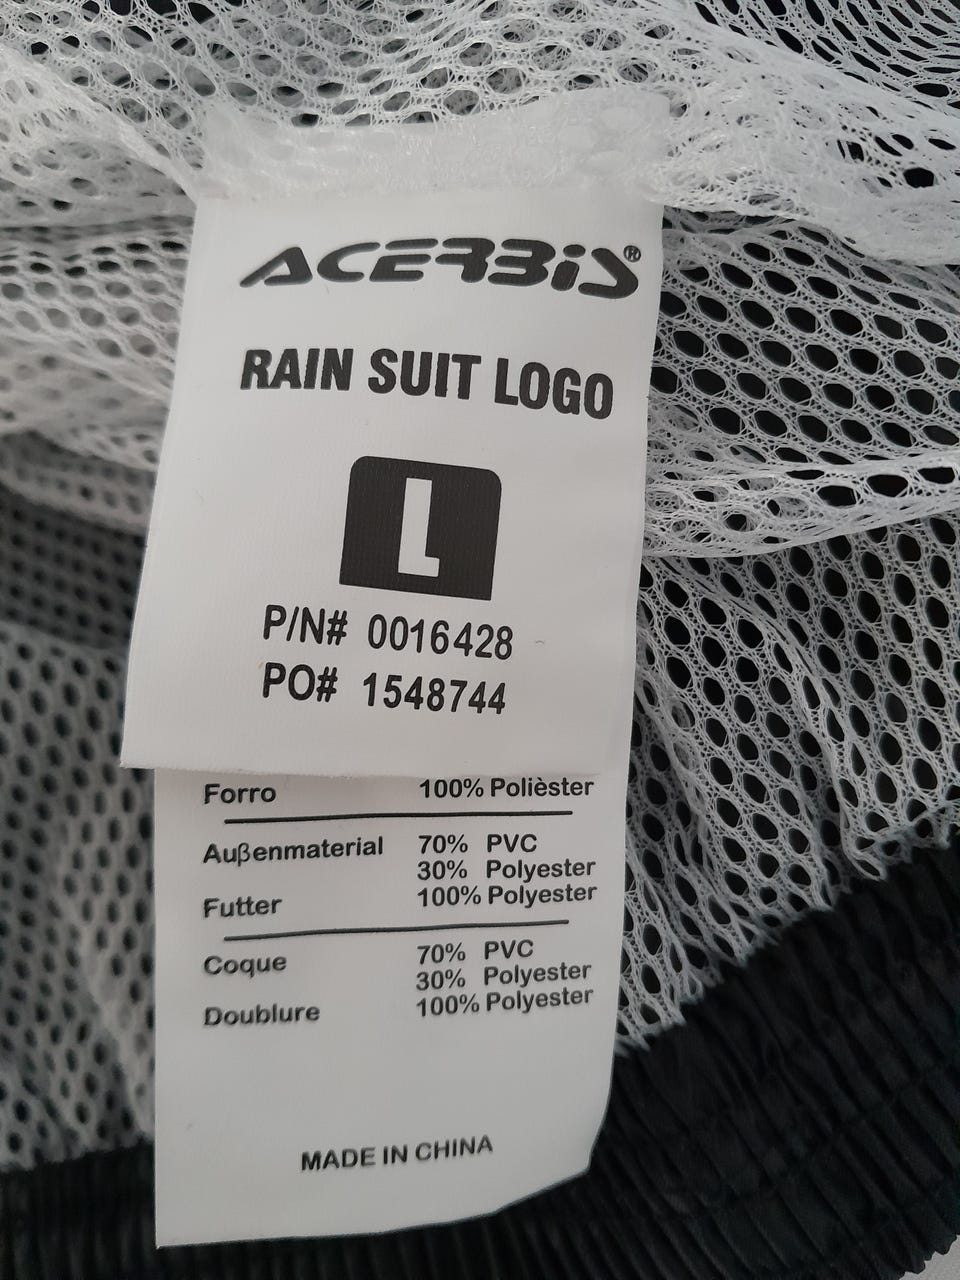 ACERBIS®
RAIN SUIT LOGO
L
P/N# 0016428
PO# 1548744
Forro 100% Polièster
Außenmaterial 70% PVC
30% Polyester
Futter 100% Polyester
Coque 70% PVC
30% Polyester
Doublure 100% Polyester
MADE IN CHINA